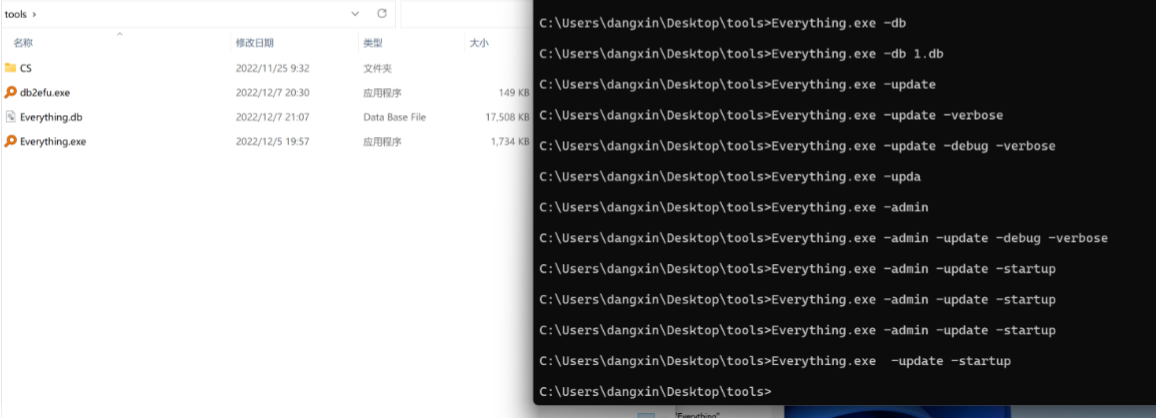 tools ›
名称 修改日期 类型 大小
CS 2022/11/25 9:32 文件夹
db2efu.exe 2022/12/7 20:30 应用程序 149 KB
Everything.db 2022/12/7 21:07 Data Base File 17,508 KB
Everything.exe 2022/12/5 19:57 应用程序 1,734 KB
C:\Users\dangxin\Desktop\tools>Everything.exe -db
C:\Users\dangxin\Desktop\tools>Everything.exe -db 1.db
C:\Users\dangxin\Desktop\tools>Everything.exe -update
C:\Users\dangxin\Desktop\tools>Everything.exe -update -verbose
C:\Users\dangxin\Desktop\tools>Everything.exe -update -debug -verbose
C:\Users\dangxin\Desktop\tools>Everything.exe -upda
C:\Users\dangxin\Desktop\tools>Everything.exe -admin
C:\Users\dangxin\Desktop\tools>Everything.exe -admin -update -debug -verbose
C:\Users\dangxin\Desktop\tools>Everything.exe -admin -update -startup
C:\Users\dangxin\Desktop\tools>Everything.exe -admin -update -startup
C:\Users\dangxin\Desktop\tools>Everything.exe -admin -update -startup
C:\Users\dangxin\Desktop\tools>Everything.exe  -update -startup
C:\Users\dangxin\Desktop\tools>
"Everything"